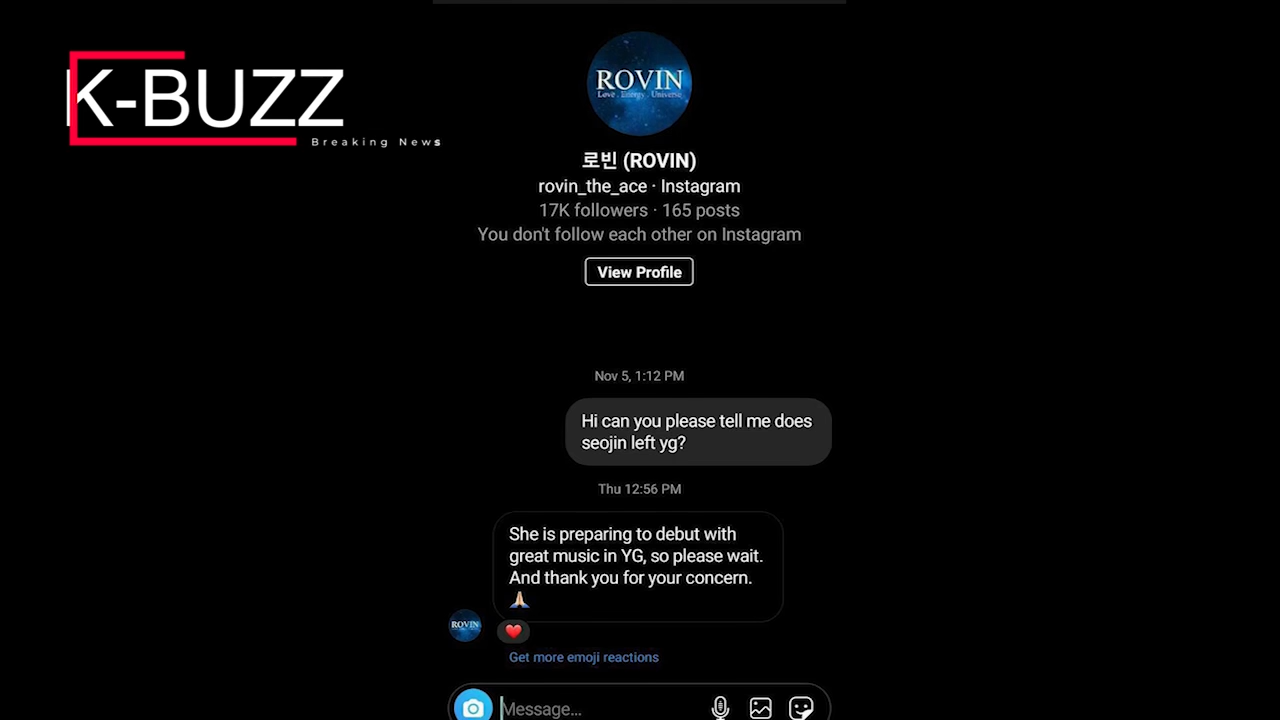 K-BUZZ
Breaking News
ROVIN
Love . Energy . Universe
로빈 (ROVIN)
rovin_the_ace · Instagram
17K followers · 165 posts
You don't follow each other on Instagram
View Profile
Nov 5, 1:12 PM
Hi can you please tell me does
seojin left yg?
Thu 12:56 PM
She is preparing to debut with
great music in YG, so please wait.
And thank you for your concern.
🙏🏻
ROVIN
❤️
Get more emoji reactions
Message...